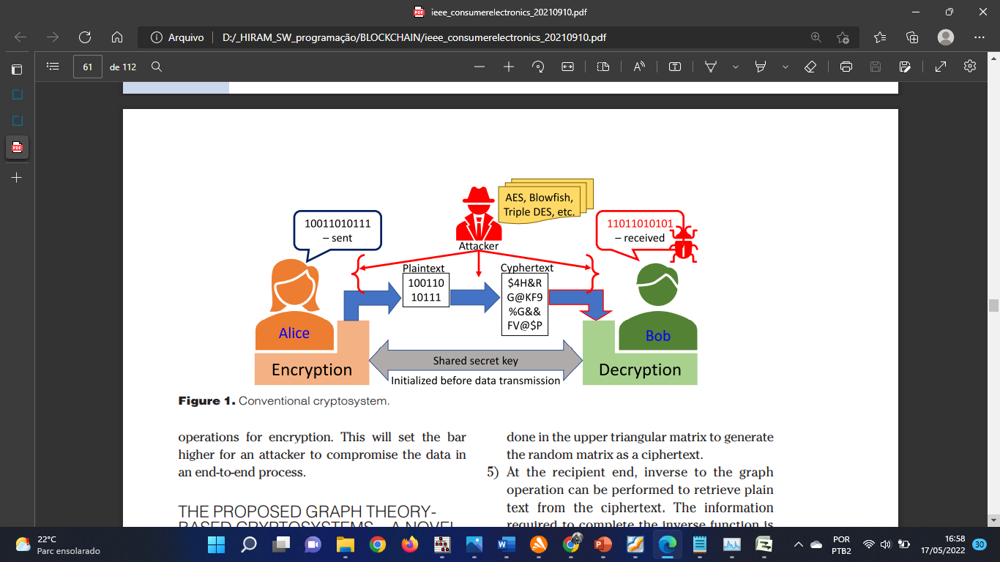 ieee_consumerelectronics_20210910.pdf
Arquivo
D:/_HIRAM_SW_programação/BLOCKCHAIN/ieee_consumerelectronics_20210910.pdf
61 de 112
AES, Blowfish,
Triple DES, etc.
10011010111
– sent
11011010101
– received
Attacker
Plaintext
100110
10111
Cyphertext
$4H&R
G@KF9
%G&&
FV@$P
Alice
Bob
Encryption
Shared secret key
Decryption
Initialized before data transmission
Figure 1. Conventional cryptosystem.
operations for encryption. This will set the bar
higher for an attacker to compromise the data in
an end-to-end process.
THE PROPOSED GRAPH THEORY-
BASED CRYPTOSYSTEMS – A NOVEL
done in the upper triangular matrix to generate
the random matrix as a ciphertext.
5) At the recipient end, inverse to the graph
operation can be performed to retrieve plain
text from the ciphertext. The information
required to complete the inverse function is
22°C
Parc ensolarado
POR
PTB2
16:58
17/05/2022
30